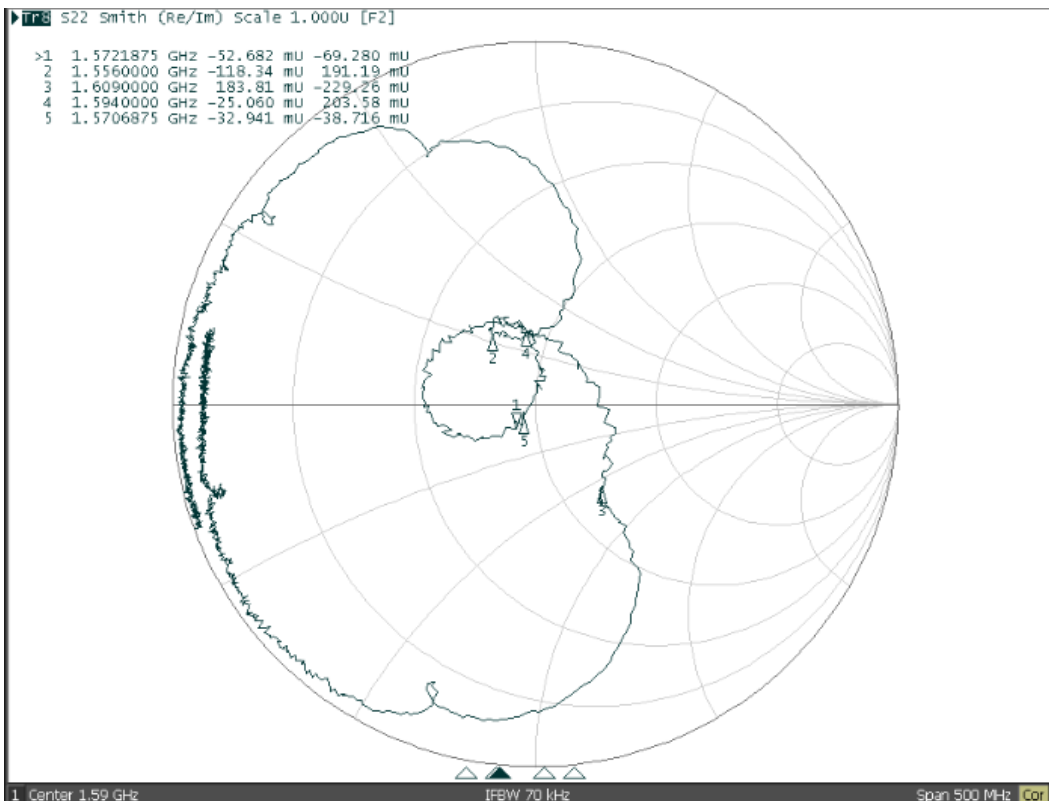 Tr8 S22 Smith (Re/Im) Scale 1.000U [F2]
>1 1.5721875 GHz -52.682 mU -69.280 mU
2 1.5560000 GHz -118.34 mU 191.19 mU
3 1.6090000 GHz 183.81 mU -229.26 mU
4 1.5940000 GHz -25.060 mU 203.58 mU
5 1.5706875 GHz -32.941 mU -38.716 mU
2
4
1
5
3
1 Center 1.59 GHz IFBW 70 kHz Span 500 MHz Cor